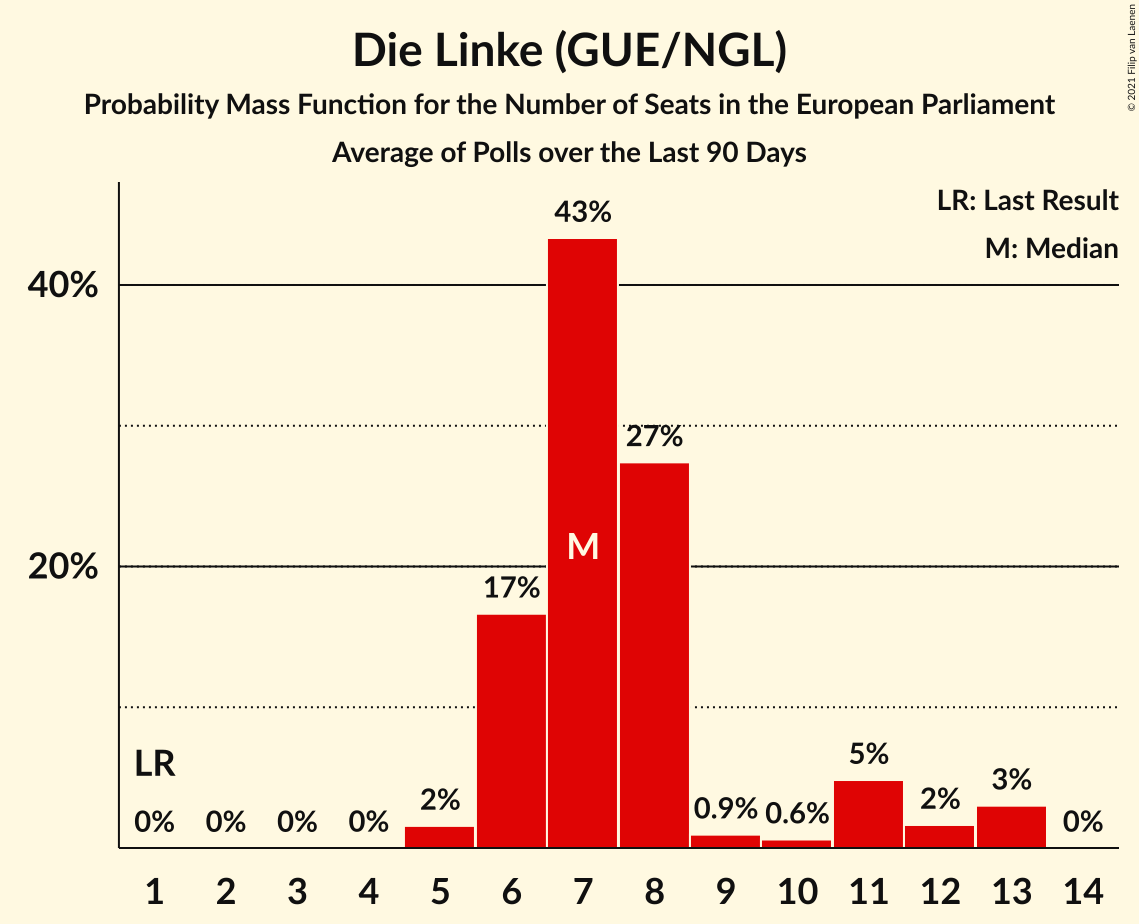 Die Linke (GUE/NGL)
Probability Mass Function for the Number of Seats in the European Parliament
Average of Polls over the Last 90 Days
© 2021 Filip van Laenen
LR: Last Result
M: Median
43%
40%
27%
M
20%
17%
LR
5%
3%
2%
2%
0.9%
0.6%
0%
0%
0%
0%
0%
1 2 3 4 5 6 7 8 9 10 11 12 13 14